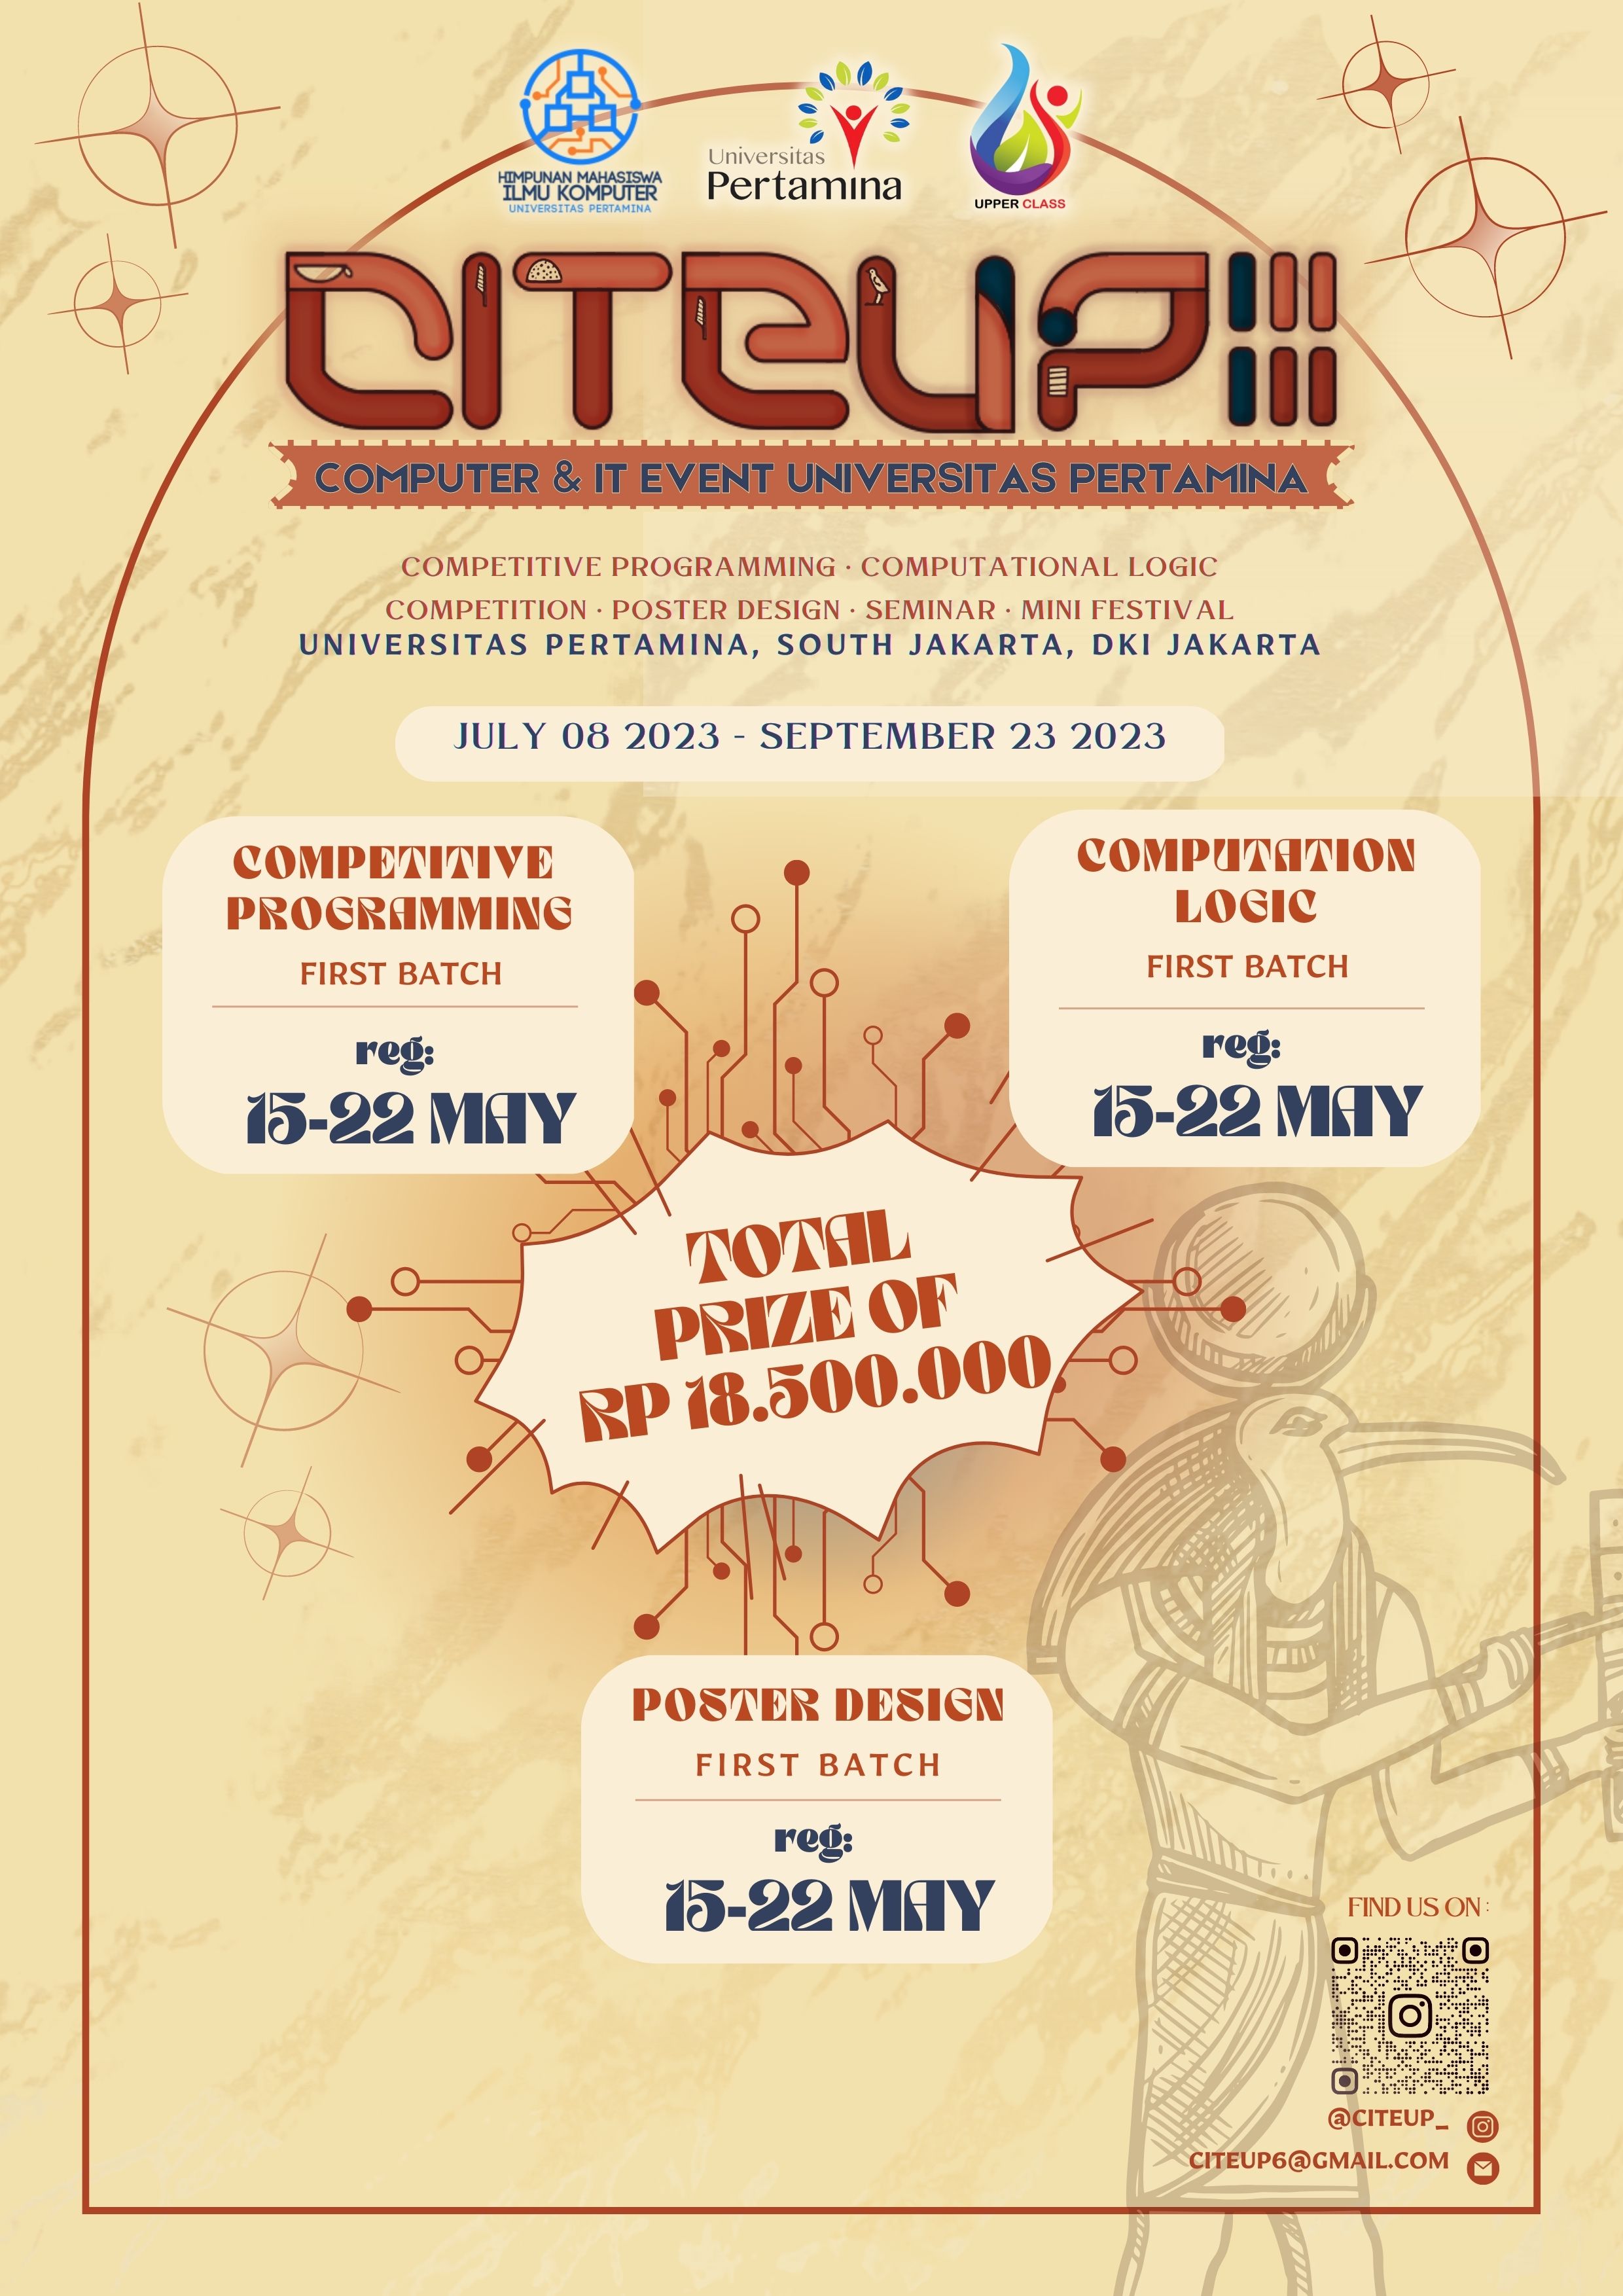 HIMPUNAN MAHASISWA
ILMU KOMPUTER
UNIVERSITAS PERTAMINA
Universitas
Pertamina
UPPER CLASS
CITEUP
COMPUTER & IT EVENT UNIVERSITAS PERTAMINA
COMPETITIVE PROGRAMMING · COMPUTATIONAL LOGIC
COMPETITION · POSTER DESIGN · SEMINAR · MINI FESTIVAL
UNIVERSITAS PERTAMINA, SOUTH JAKARTA, DKI JAKARTA
JULY 08 2023 - SEPTEMBER 23 2023
COMPETITIVE
PROGRAMMING
FIRST BATCH
reg:
15-22 MAY
COMPUTATION
LOGIC
FIRST BATCH
reg:
15-22 MAY
TOTAL
PRIZE OF
RP 18.500.000
POSTER DESIGN
FIRST BATCH
reg:
15-22 MAY
FIND US ON :
@CITEUP_
CITEUP6@GMAIL.COM